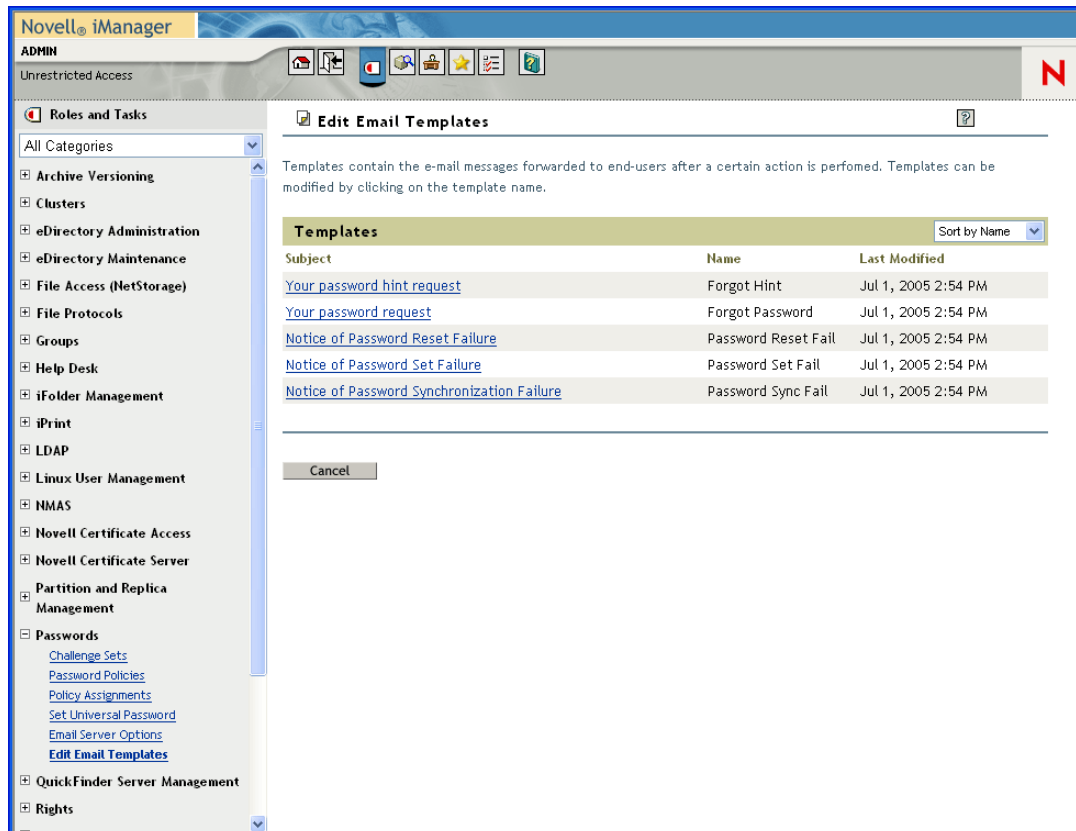 Novell® iManager
ADMIN
Unrestricted Access
N
Roles and Tasks
All Categories
Archive Versioning
Clusters
eDirectory Administration
eDirectory Maintenance
File Access (NetStorage)
File Protocols
Groups
Help Desk
iFolder Management
iPrint
LDAP
Linux User Management
NMAS
Novell Certificate Access
Novell Certificate Server
Partition and Replica
Management
Passwords
Challenge Sets
Password Policies
Policy Assignments
Set Universal Password
Email Server Options
Edit Email Templates
QuickFinder Server Management
Rights
Edit Email Templates
?
Templates contain the e-mail messages forwarded to end-users after a certain action is perfomed. Templates can be
modified by clicking on the template name.
Templates Sort by Name
Subject Name Last Modified
Your password hint request Forgot Hint Jul 1, 2005 2:54 PM
Your password request Forgot Password Jul 1, 2005 2:54 PM
Notice of Password Reset Failure Password Reset Fail Jul 1, 2005 2:54 PM
Notice of Password Set Failure Password Set Fail Jul 1, 2005 2:54 PM
Notice of Password Synchronization Failure Password Sync Fail Jul 1, 2005 2:54 PM
Cancel